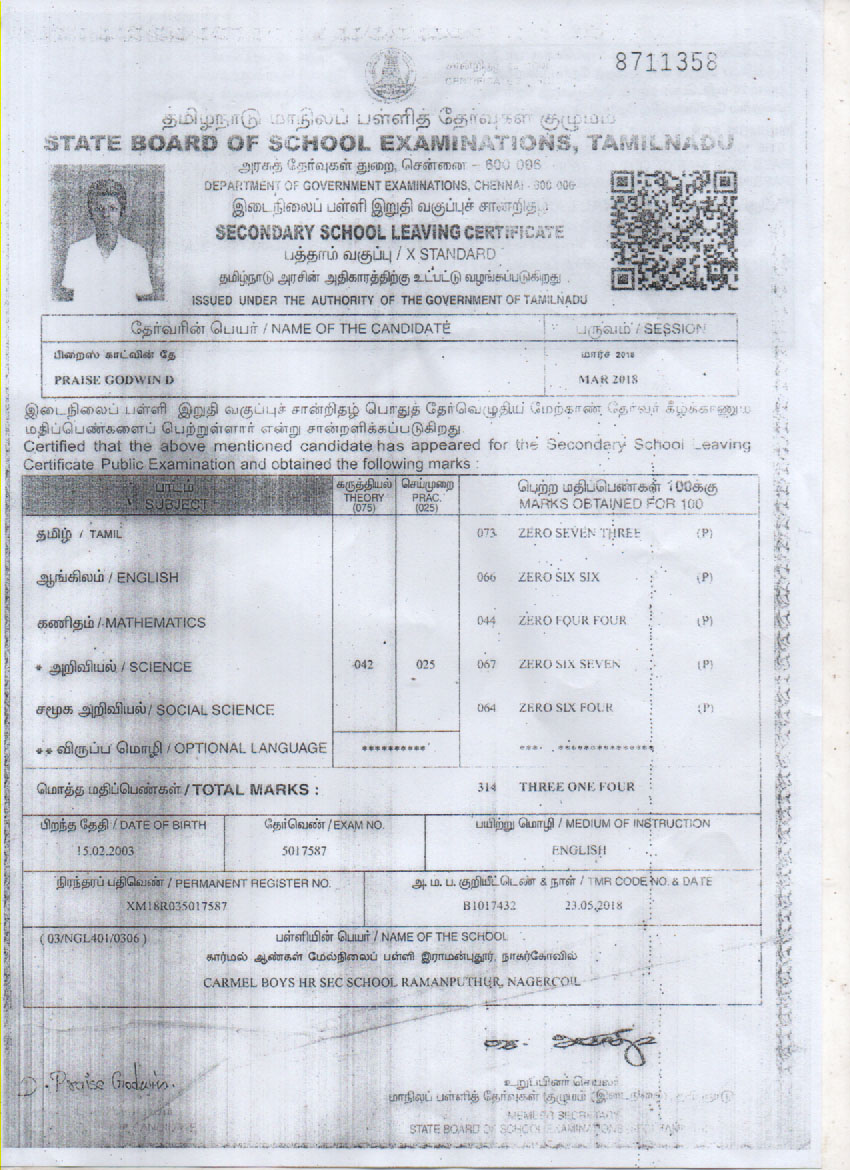 சான்றிதழ்
8711358
CERTIFICATE
தமிழ்நாடு மாநிலப் பள்ளித் தேர்வுகள் குழுமம்
STATE BOARD OF SCHOOL EXAMINATIONS, TAMILNADU
அரசுத் தேர்வுகள் துறை, சென்னை - 600 006
DEPARTMENT OF GOVERNMENT EXAMINATIONS, CHENNAI - 600 006
இடைநிலைப் பள்ளி இறுதி வகுப்புச் சான்றிதழ்
SECONDARY SCHOOL LEAVING CERTIFICATE
பத்தாம் வகுப்பு / X STANDARD
தமிழ்நாடு அரசின் அதிகாரத்திற்கு உட்பட்டு வழங்கப்படுகிறது
ISSUED UNDER THE AUTHORITY OF THE GOVERNMENT OF TAMILNADU
தேர்வரின் பெயர் / NAME OF THE CANDIDATE பருவம் / SESSION
பிறைஸ் காட்வின் தே மார்ச் 2018
PRAISE GODWIN D MAR 2018
இடைநிலைப் பள்ளி இறுதி வகுப்புச் சான்றிதழ் பொதுத் தேர்வெழுதிய மேற்காண் தேர்வர் கீழ்க்காணும்
மதிப்பெண்களைப் பெற்றுள்ளார் என்று சான்றளிக்கப்படுகிறது.
Certified that the above mentioned candidate has appeared for the Secondary School Leaving
Certificate Public Examination and obtained the following marks :
பாடம் கருத்தியல் செய்முறை பெற்ற மதிப்பெண்கள் 100க்கு
SUBJECT THEORY PRAC. MARKS OBTAINED FOR 100
(075) (025)
தமிழ் / TAMIL 073 ZERO SEVEN THREE (P)
ஆங்கிலம் / ENGLISH 066 ZERO SIX SIX (P)
கணிதம் / MATHEMATICS 044 ZERO FOUR FOUR (P)
* அறிவியல் / SCIENCE 042 025 067 ZERO SIX SEVEN (P)
சமூக அறிவியல் / SOCIAL SCIENCE 064 ZERO SIX FOUR (P)
** விருப்ப மொழி / OPTIONAL LANGUAGE ********** ***. ***************
மொத்த மதிப்பெண்கள் / TOTAL MARKS : 314 THREE ONE FOUR
பிறந்த தேதி / DATE OF BIRTH தேர்வெண் / EXAM NO. பயிற்று மொழி / MEDIUM OF INSTRUCTION
15.02.2003 5017587 ENGLISH
நிரந்தரப் பதிவெண் / PERMANENT REGISTER NO. அ. ம. ப. குறியீட்டெண் & நாள் / TMR CODE NO. & DATE
XM18R035017587 B1017432 23.05.2018
( 03/NGL401/0306 ) பள்ளியின் பெயர் / NAME OF THE SCHOOL
கார்மல் ஆண்கள் மேல்நிலைப் பள்ளி இராமன்புதூர், நாகர்கோவில்
CARMEL BOYS HR SEC SCHOOL RAMANPUTHUR, NAGERCOIL
D. Praise Godwin.
உறுப்பினர் செயலர்
மாநிலப் பள்ளித் தேர்வுகள் குழுமம் (இடைநிலை),
MEMBER SECRETARY
STATE BOARD OF SCHOOL EXAMINATIONS